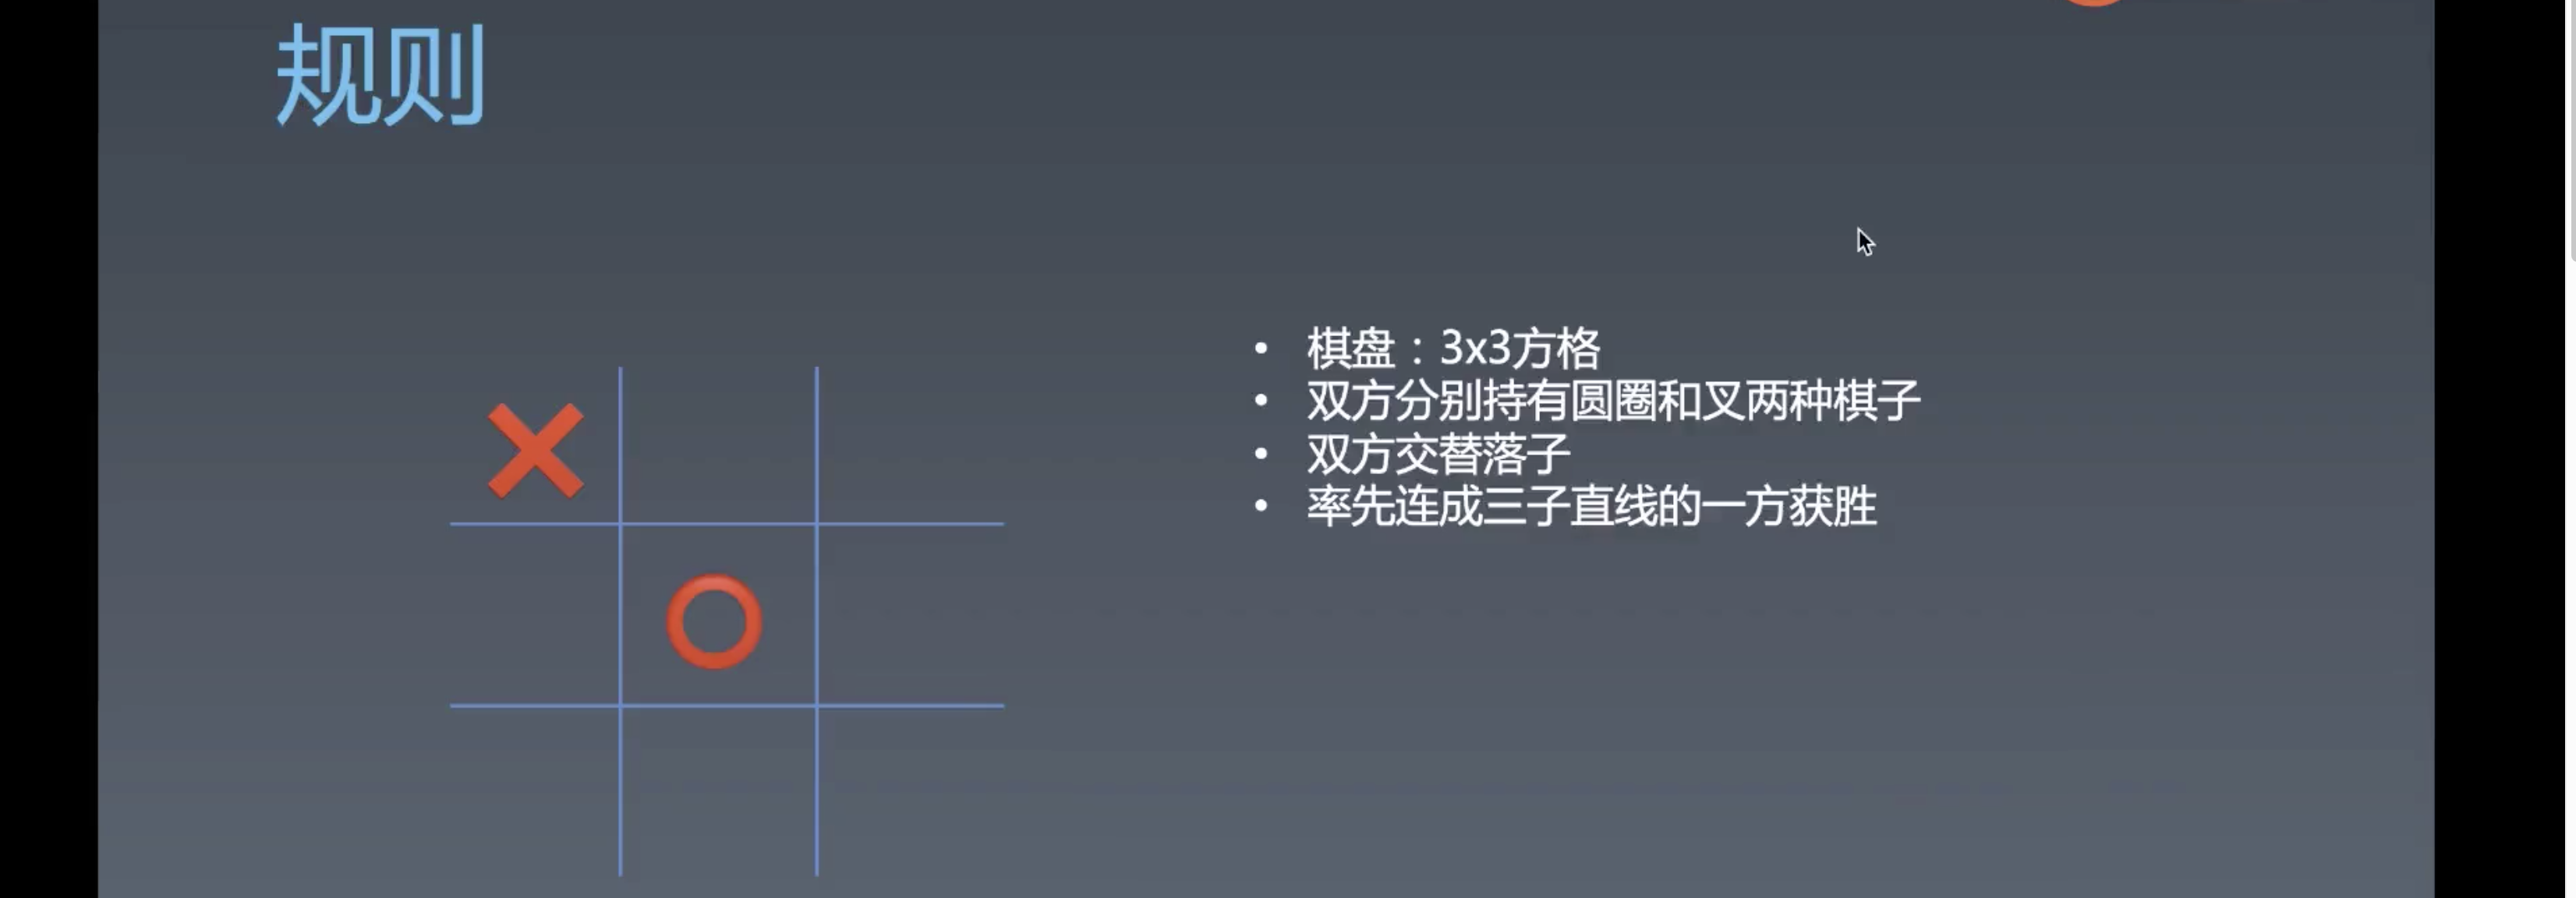 规则
• 棋盘：3x3方格
• 双方分别持有圆圈和叉两种棋子
• 双方交替落子
• 率先连成三子直线的一方获胜